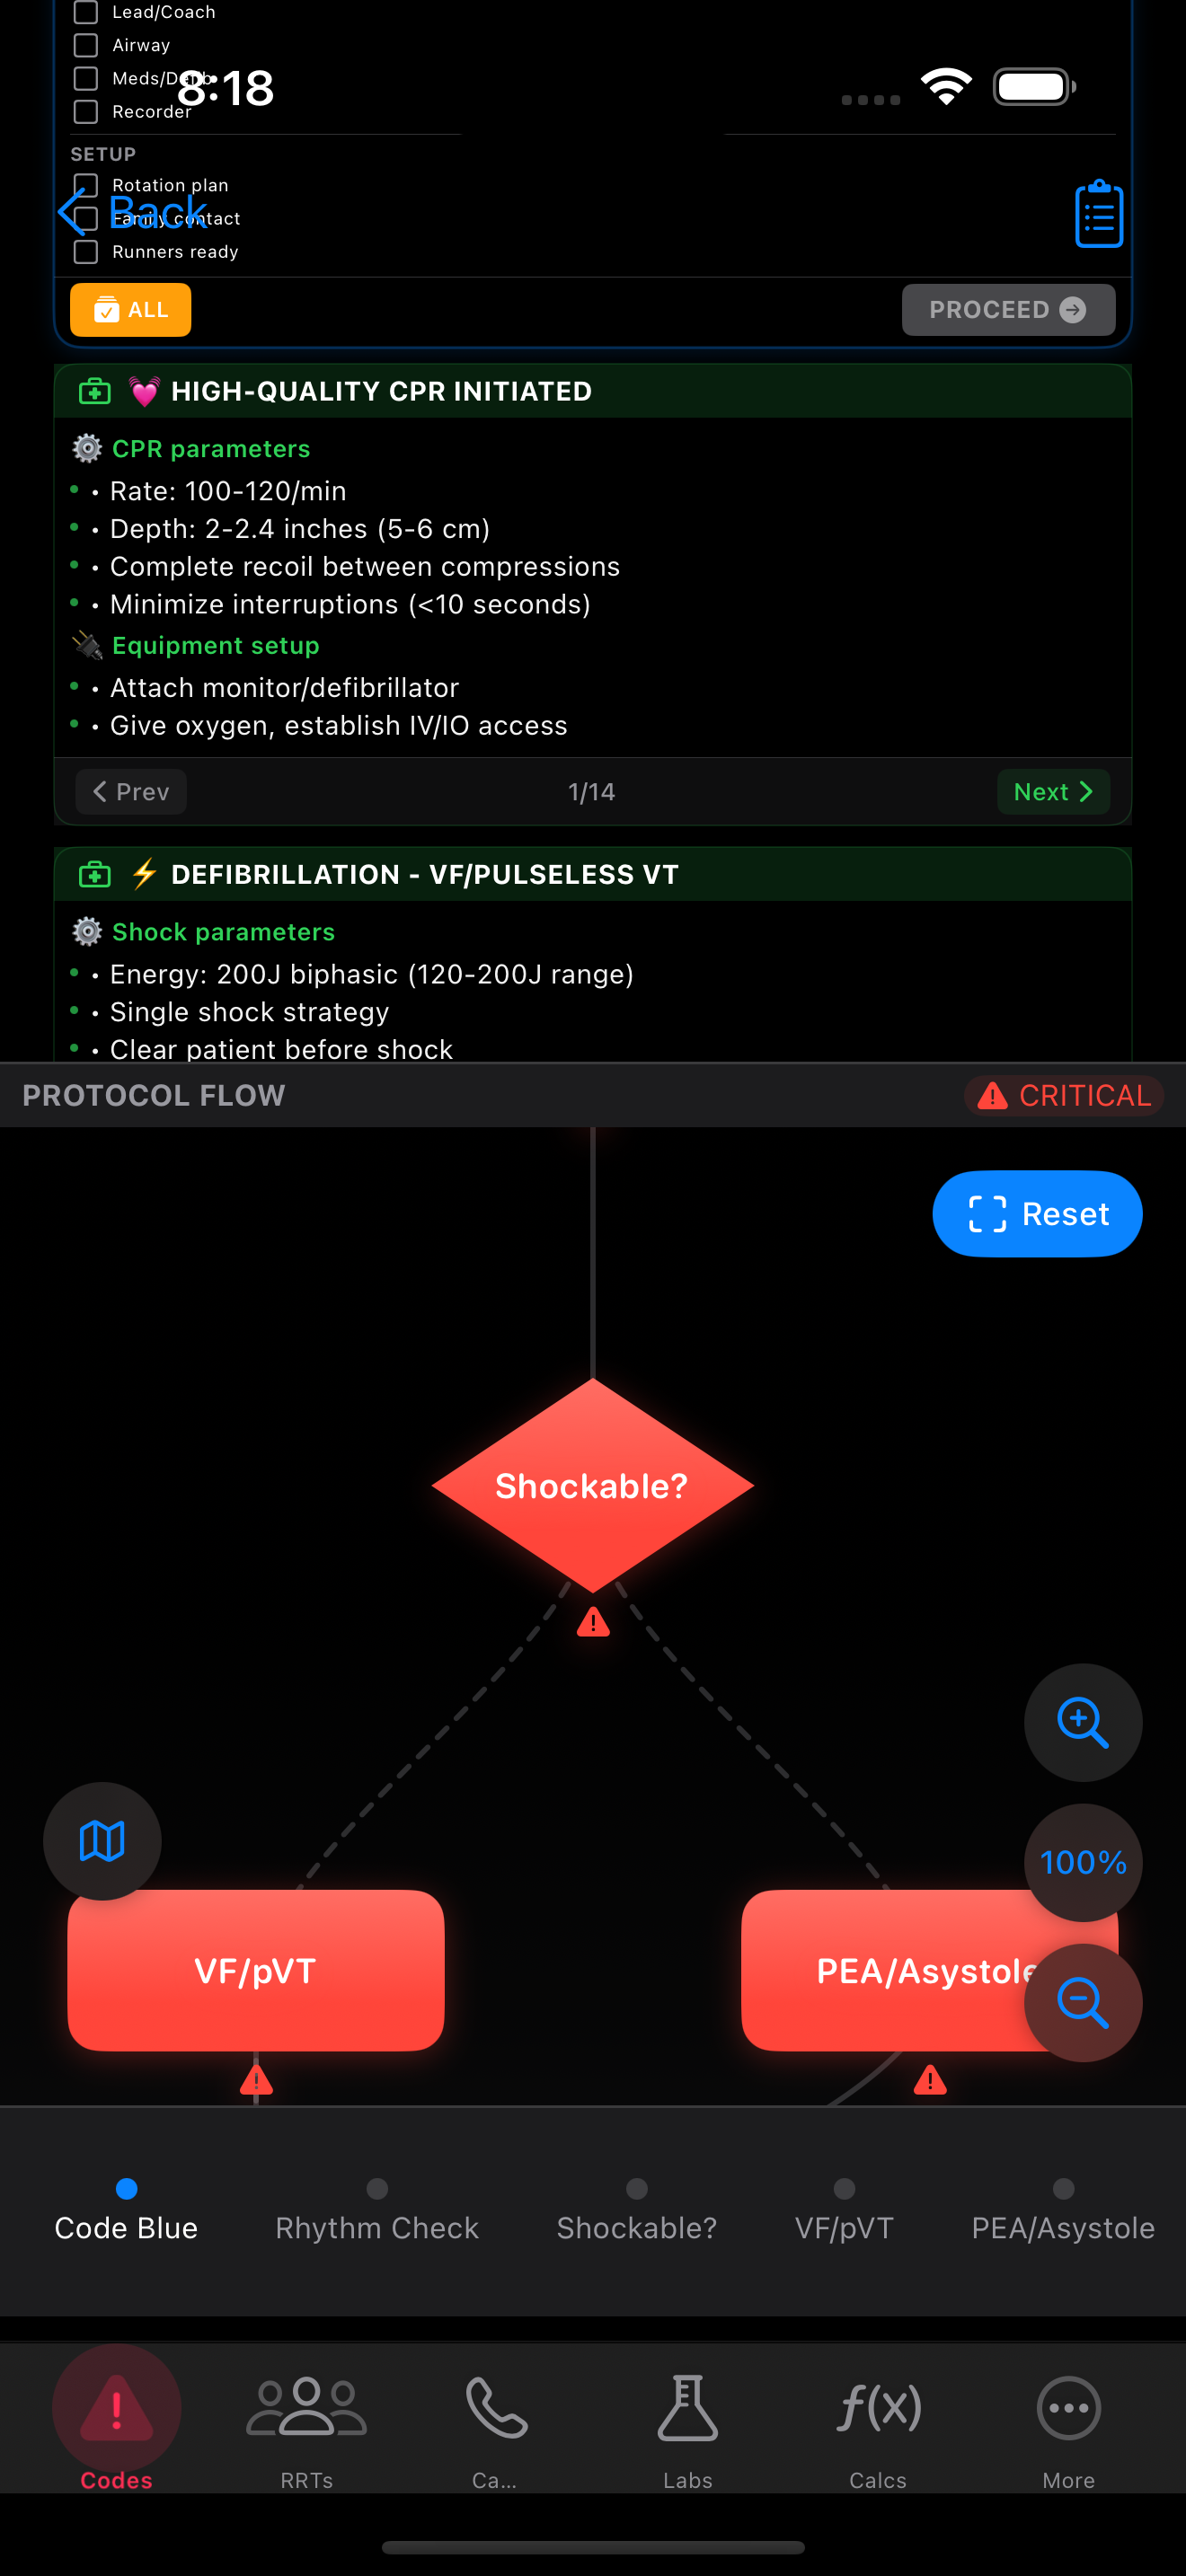 Lead/Coach
Airway
Meds/Defib
8:18
Recorder
SETUP
Rotation plan
Back
Family contact
Runners ready
ALL
PROCEED
HIGH-QUALITY CPR INITIATED
CPR parameters
• • Rate: 100-120/min
• • Depth: 2-2.4 inches (5-6 cm)
• • Complete recoil between compressions
• • Minimize interruptions (<10 seconds)
Equipment setup
• • Attach monitor/defibrillator
• • Give oxygen, establish IV/IO access
Prev
1/14
Next
DEFIBRILLATION - VF/PULSELESS VT
Shock parameters
• • Energy: 200J biphasic (120-200J range)
• • Single shock strategy
• • Clear patient before shock
PROTOCOL FLOW
CRITICAL
Reset
Shockable?
100%
VF/pVT
PEA/Asystole
Code Blue
Rhythm Check
Shockable?
VF/pVT
PEA/Asystole
Codes
RRTs
Ca...
Labs
f(x)
Calcs
More